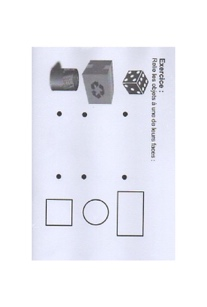 Exercice :
Relie les objets à une de leurs faces :